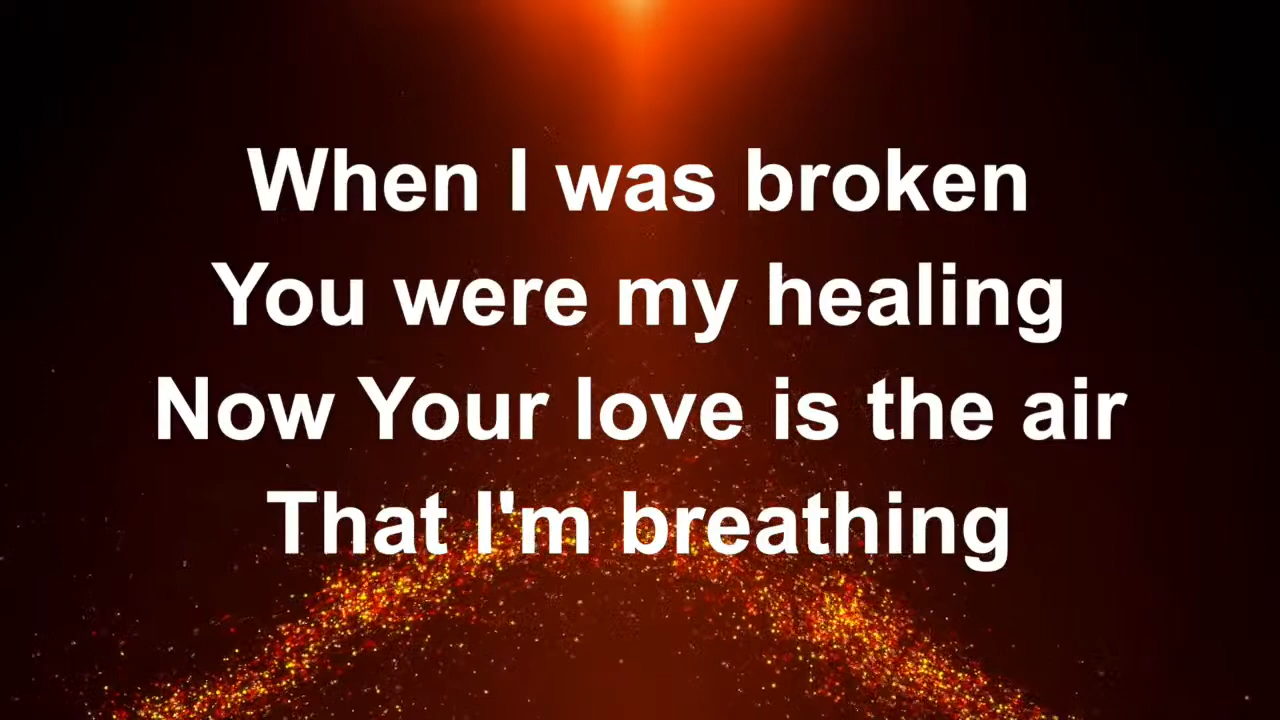 When I was broken
You were my healing
Now Your love is the air
That I'm breathing